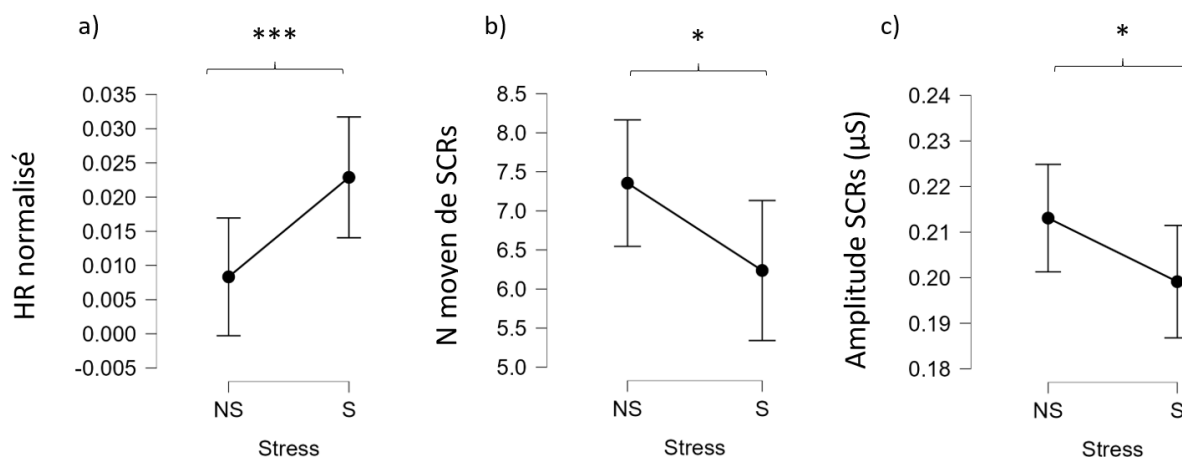 a)
***
HR normalisé
0.035
0.030
0.025
0.020
0.015
0.010
0.005
0.000
-0.005
NS
S
Stress
b)
*
N moyen de SCRs
8.5
8.0
7.5
7.0
6.5
6.0
5.5
5.0
NS
S
Stress
c)
*
Amplitude SCRs (µS)
0.24
0.23
0.22
0.21
0.20
0.19
0.18
NS
S
Stress